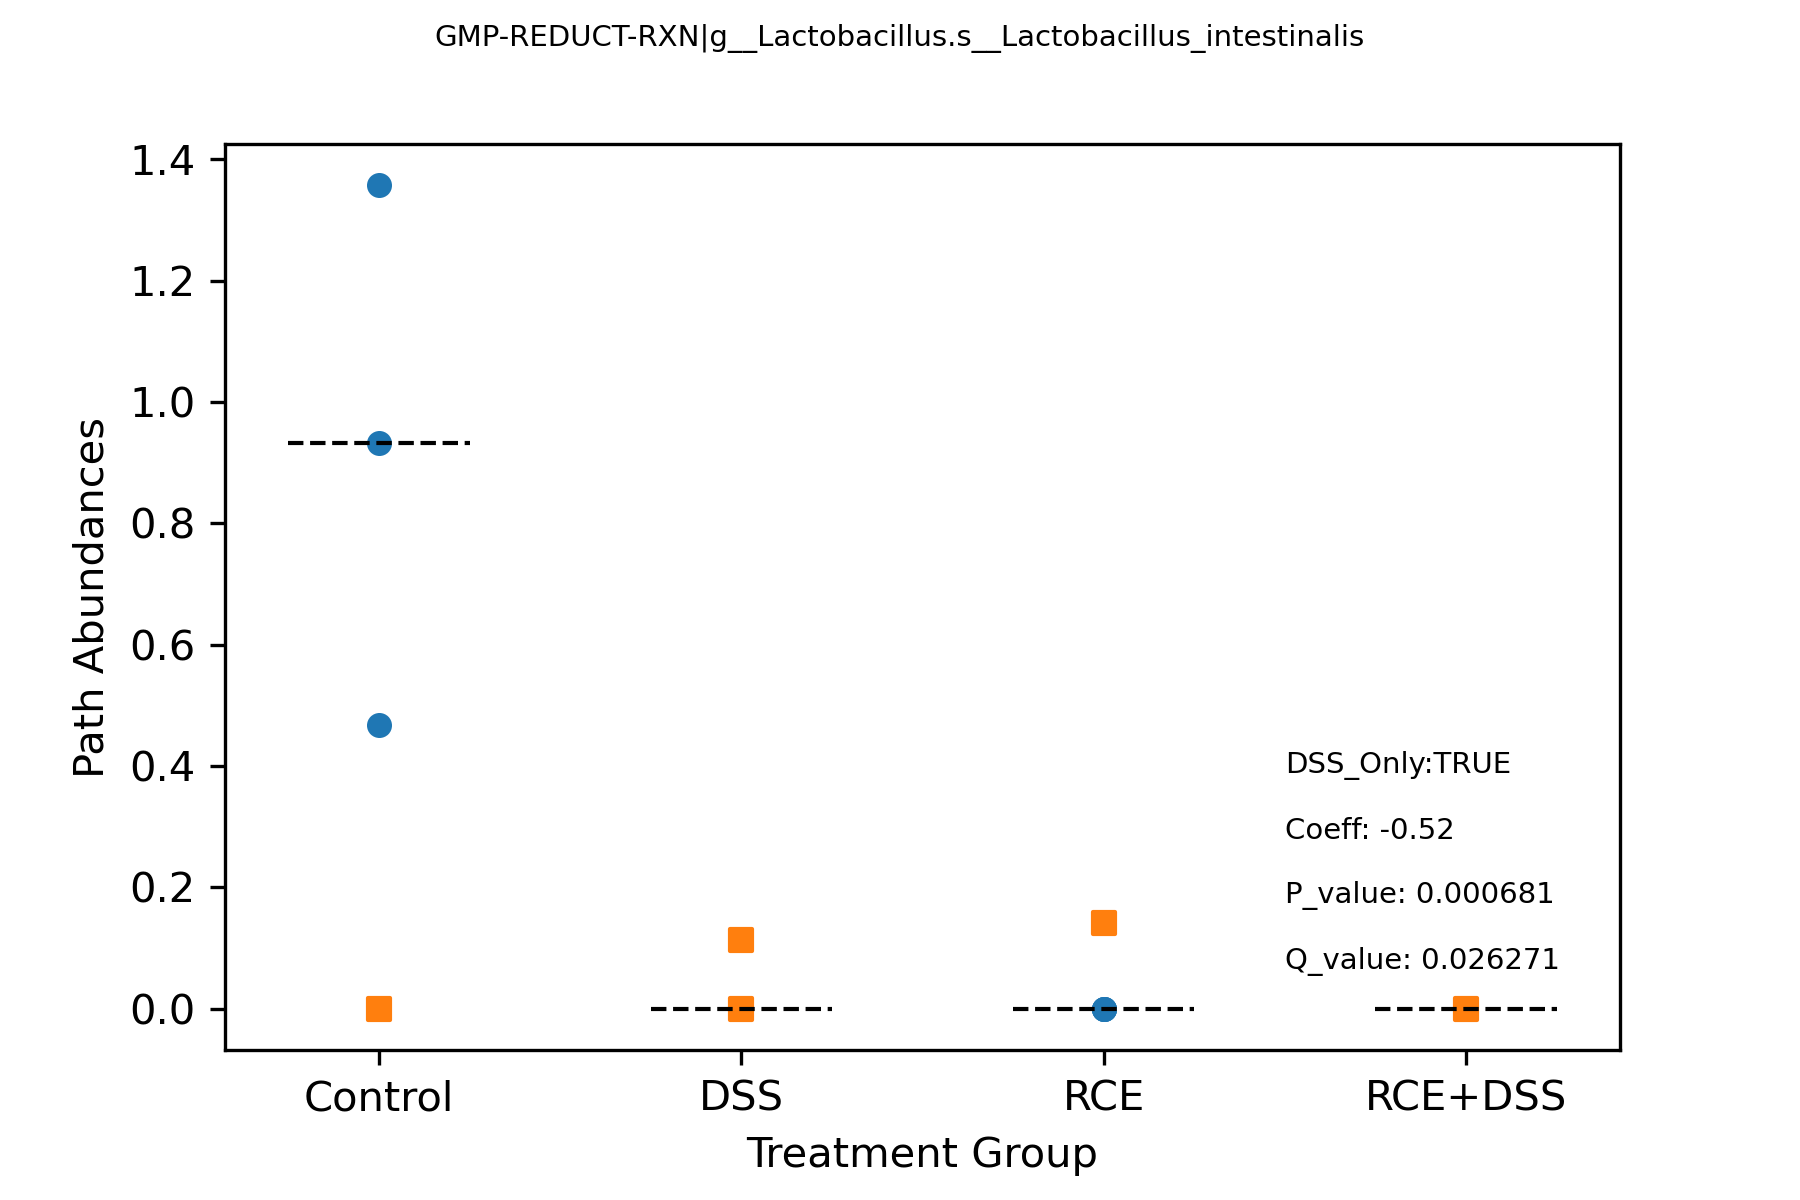 GMP-REDUCT-RXN|g__Lactobacillus.s__Lactobacillus_intestinalis
1.4
1.2
1.0
0.8
0.6
0.4
0.2
0.0
Path Abundances
DSS_Only:TRUE
Coeff: -0.52
P_value: 0.000681
Q_value: 0.026271
Control DSS RCE RCE+DSS
Treatment Group